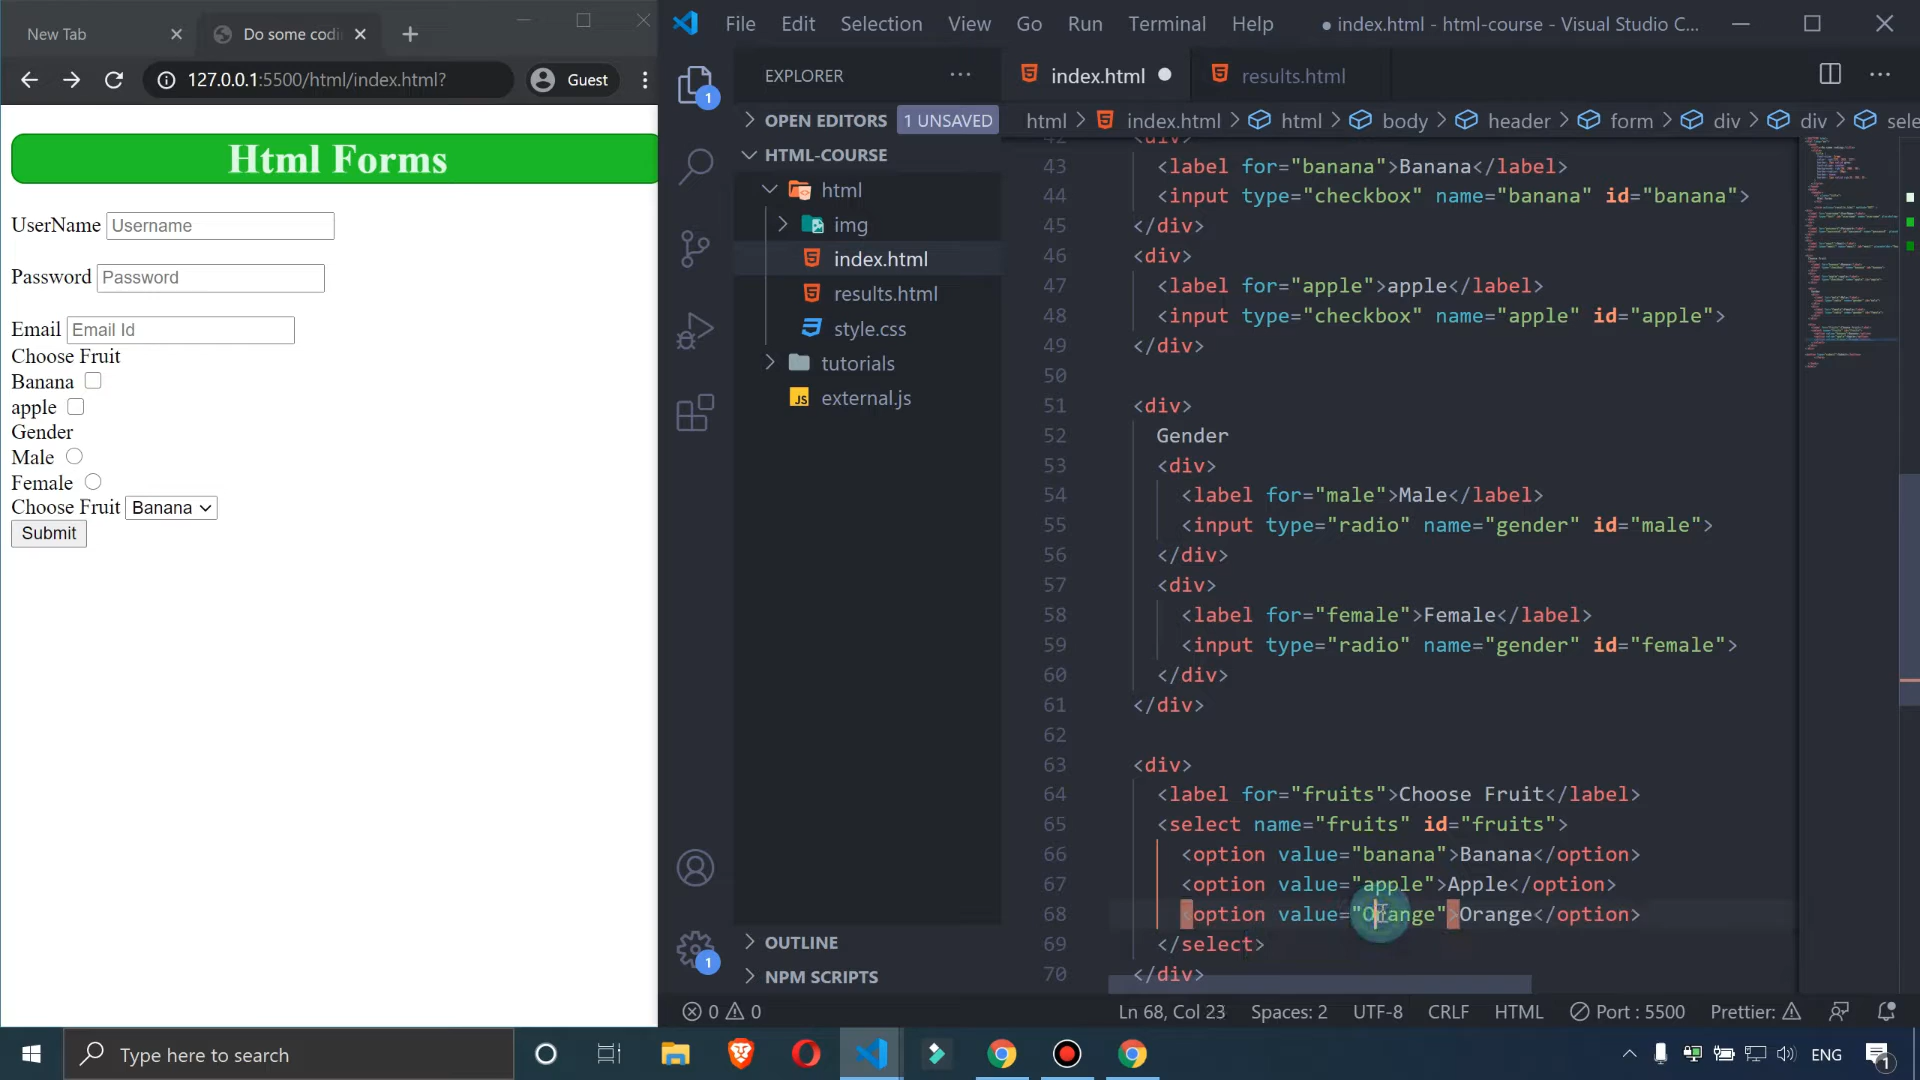 New Tab
Do some codi
127.0.0.1:5500/html/index.html?
Guest
Html Forms
UserName Username
Password Password
Email Email Id
Choose Fruit
Banana
apple
Gender
Male
Female
Choose Fruit Banana
Submit
File Edit Selection View Go Run Terminal Help
● index.html - html-course - Visual Studio C...
EXPLORER
1
OPEN EDITORS 1 UNSAVED
HTML-COURSE
html
img
index.html
results.html
style.css
tutorials
JS external.js
OUTLINE
NPM SCRIPTS
1
index.html
results.html
html > index.html > html > body > header > form > div > div > sele
42 <div>
43 <label for="banana">Banana</label>
44 <input type="checkbox" name="banana" id="banana">
45 </div>
46 <div>
47 <label for="apple">apple</label>
48 <input type="checkbox" name="apple" id="apple">
49 </div>
50
51 <div>
52 Gender
53 <div>
54 <label for="male">Male</label>
55 <input type="radio" name="gender" id="male">
56 </div>
57 <div>
58 <label for="female">Female</label>
59 <input type="radio" name="gender" id="female">
60 </div>
61 </div>
62
63 <div>
64 <label for="fruits">Choose Fruit</label>
65 <select name="fruits" id="fruits">
66 <option value="banana">Banana</option>
67 <option value="apple">Apple</option>
68 <option value="Orange">Orange</option>
69 </select>
70 </div>
0 0
Ln 68, Col 23 Spaces: 2 UTF-8 CRLF HTML Port : 5500 Prettier:
Type here to search
ENG
1